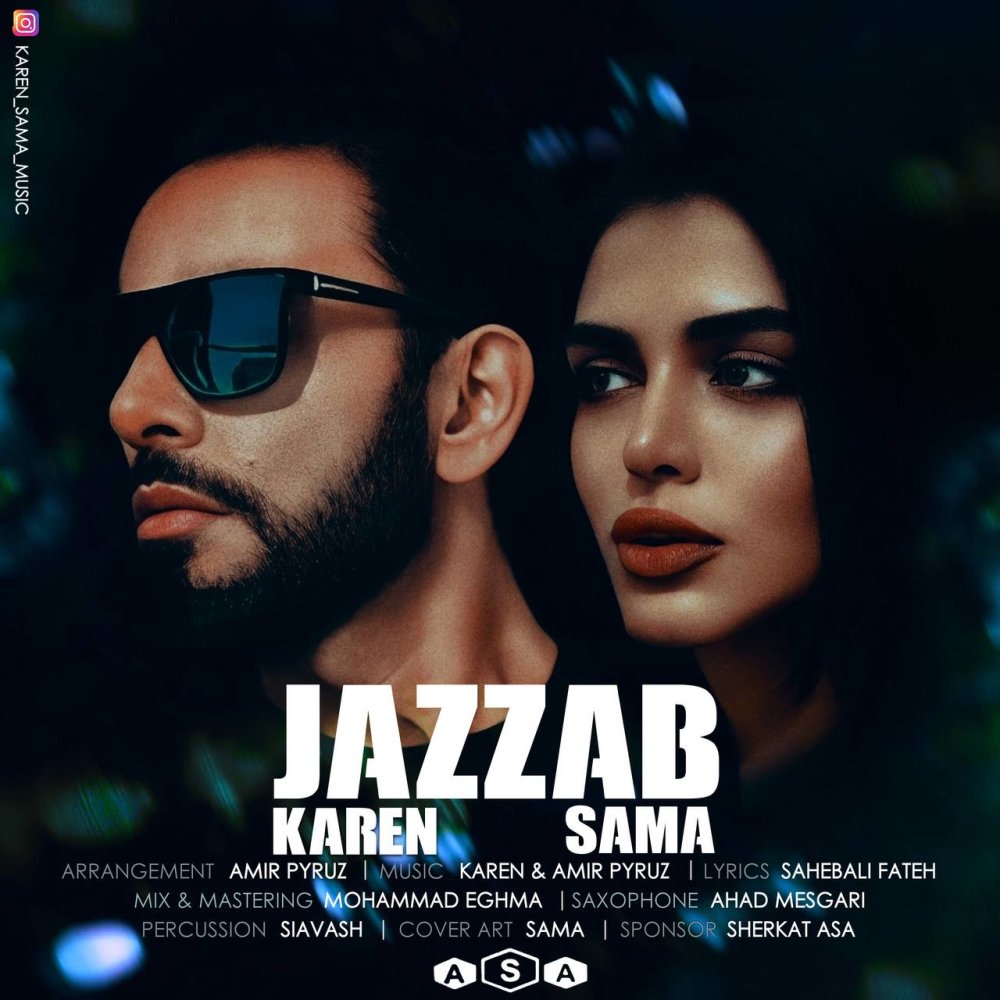 KAREN_SAMA_MUSIC
JAZZAB
KAREN SAMA
ARRANGEMENT AMIR PYRUZ | MUSIC KAREN & AMIR PYRUZ | LYRICS SAHEBALI FATEH
MIX & MASTERING MOHAMMAD EGHMA | SAXOPHONE AHAD MESGARI
PERCUSSION SIAVASH | COVER ART SAMA | SPONSOR SHERKAT ASA
A S A